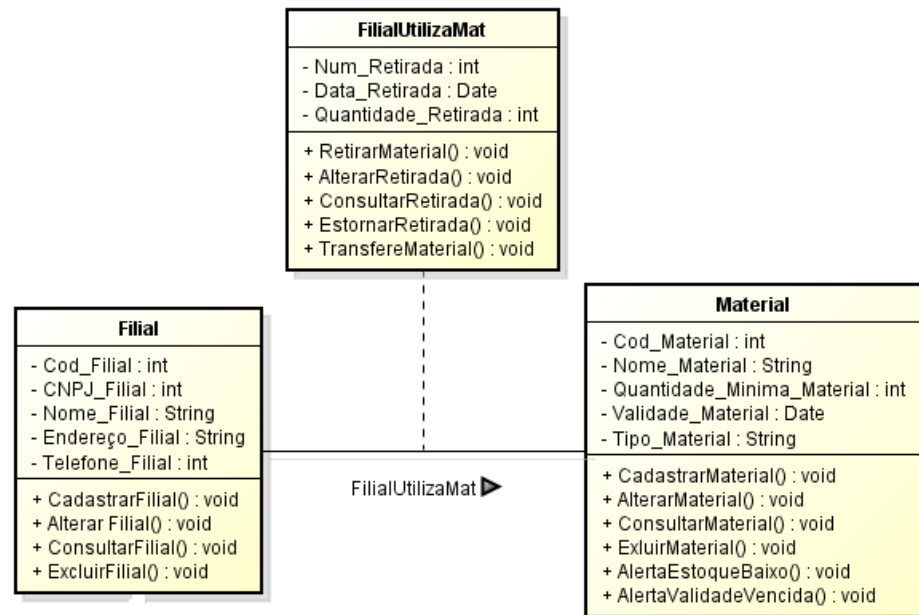 FilialUtilizaMat
- Num_Retirada : int
- Data_Retirada : Date
- Quantidade_Retirada : int
+ RetirarMaterial() : void
+ AlterarRetirada() : void
+ ConsultarRetirada() : void
+ EstornarRetirada() : void
+ TransfereMaterial() : void
Filial
- Cod_Filial : int
- CNPJ_Filial : int
- Nome_Filial : String
- Endereço_Filial : String
- Telefone_Filial : int
+ CadastrarFilial() : void
+ Alterar Filial() : void
+ ConsultarFilial() : void
+ ExcluirFilial() : void
FilialUtilizaMat
Material
- Cod_Material : int
- Nome_Material : String
- Quantidade_Minima_Material : int
- Validade_Material : Date
- Tipo_Material : String
+ CadastrarMaterial() : void
+ AlterarMaterial() : void
+ ConsultarMaterial() : void
+ ExluirMaterial() : void
+ AlertaEstoqueBaixo() : void
+ AlertaValidadeVencida() : void